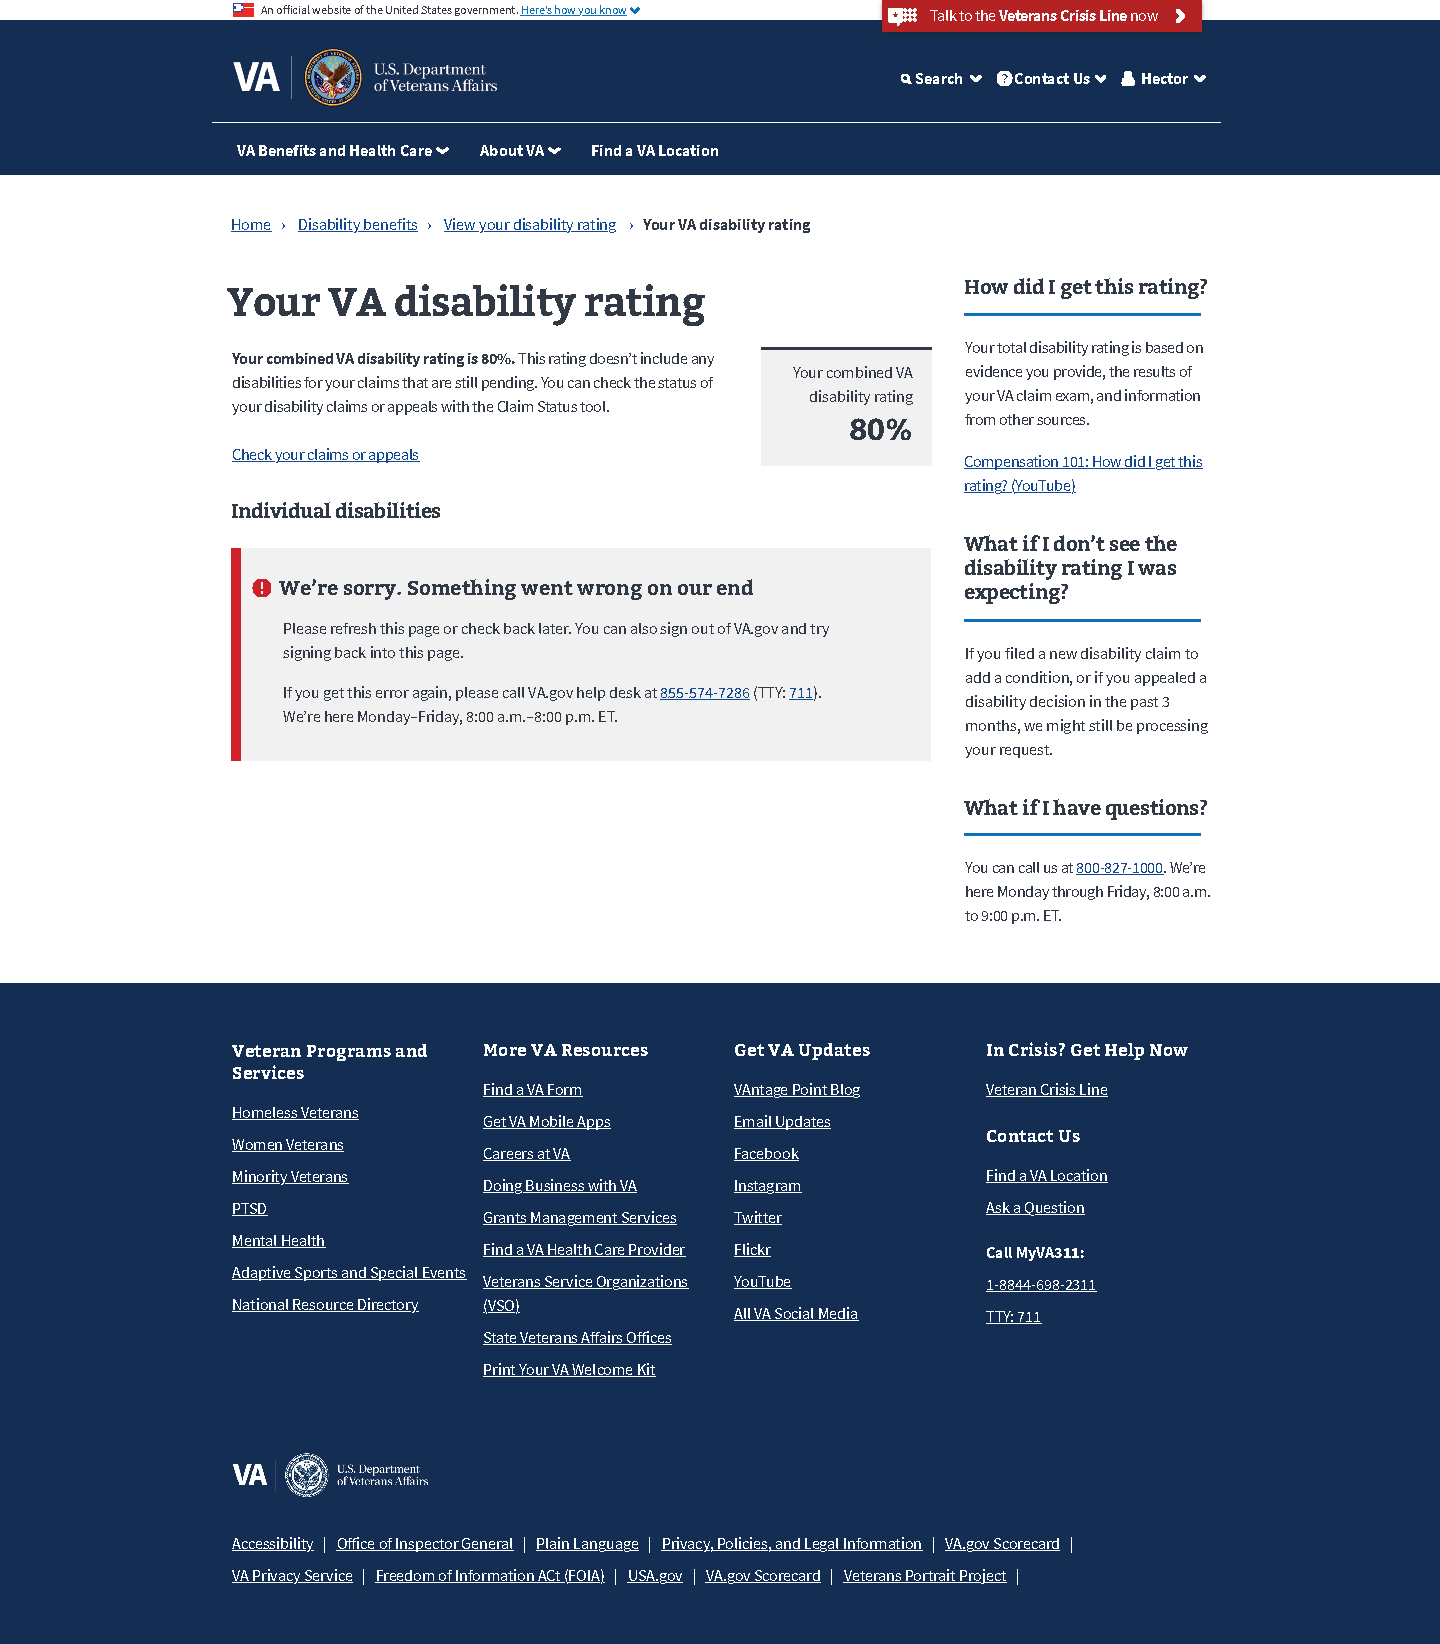 An official website of the United States government. Here's how you know
Talk to the Veterans Crisis Line now
VA
U.S. Department
of Veterans Affairs
Search
Contact Us
Hector
VA Benefits and Health Care
About VA
Find a VA Location
Home › Disability benefits › View your disability rating › Your VA disability rating
Your VA disability rating
Your combined VA disability rating is 80%. This rating doesn’t include any
disabilities for your claims that are still pending. You can check the status of
your disability claims or appeals with the Claim Status tool.
Check your claims or appeals
Your combined VA
disability rating
80%
Individual disabilities
We’re sorry. Something went wrong on our end
Please refresh this page or check back later. You can also sign out of VA.gov and try
signing back into this page.
If you get this error again, please call VA.gov help desk at 855-574-7286 (TTY: 711).
We’re here Monday–Friday, 8:00 a.m.–8:00 p.m. ET.
How did I get this rating?
Your total disability rating is based on
evidence you provide, the results of
your VA claim exam, and information
from other sources.
Compensation 101: How did I get this
rating? (YouTube)
What if I don’t see the
disability rating I was
expecting?
If you filed a new disability claim to
add a condition, or if you appealed a
disability decision in the past 3
months, we might still be processing
your request.
What if I have questions?
You can call us at 800-827-1000. We’re
here Monday through Friday, 8:00 a.m.
to 9:00 p.m. ET.
Veteran Programs and
Services
Homeless Veterans
Women Veterans
Minority Veterans
PTSD
Mental Health
Adaptive Sports and Special Events
National Resource Directory
More VA Resources
Find a VA Form
Get VA Mobile Apps
Careers at VA
Doing Business with VA
Grants Management Services
Find a VA Health Care Provider
Veterans Service Organizations
(VSO)
State Veterans Affairs Offices
Print Your VA Welcome Kit
Get VA Updates
VAntage Point Blog
Email Updates
Facebook
Instagram
Twitter
Flickr
YouTube
All VA Social Media
In Crisis? Get Help Now
Veteran Crisis Line
Contact Us
Find a VA Location
Ask a Question
Call MyVA311:
1-8844-698-2311
TTY: 711
VA
U.S. Department
of Veterans Affairs
Accessibility | Office of Inspector General | Plain Language | Privacy, Policies, and Legal Information | VA.gov Scorecard |
VA Privacy Service | Freedom of Information ACt (FOIA) | USA.gov | VA.gov Scorecard | Veterans Portrait Project |